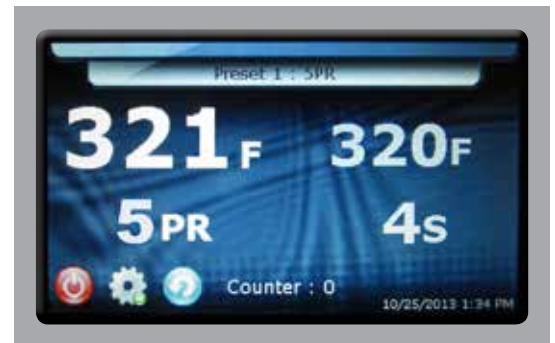 Preset 1 : 5PR
321F 320F
5PR 4S
Counter : 0
10/25/2013 1:34 PM